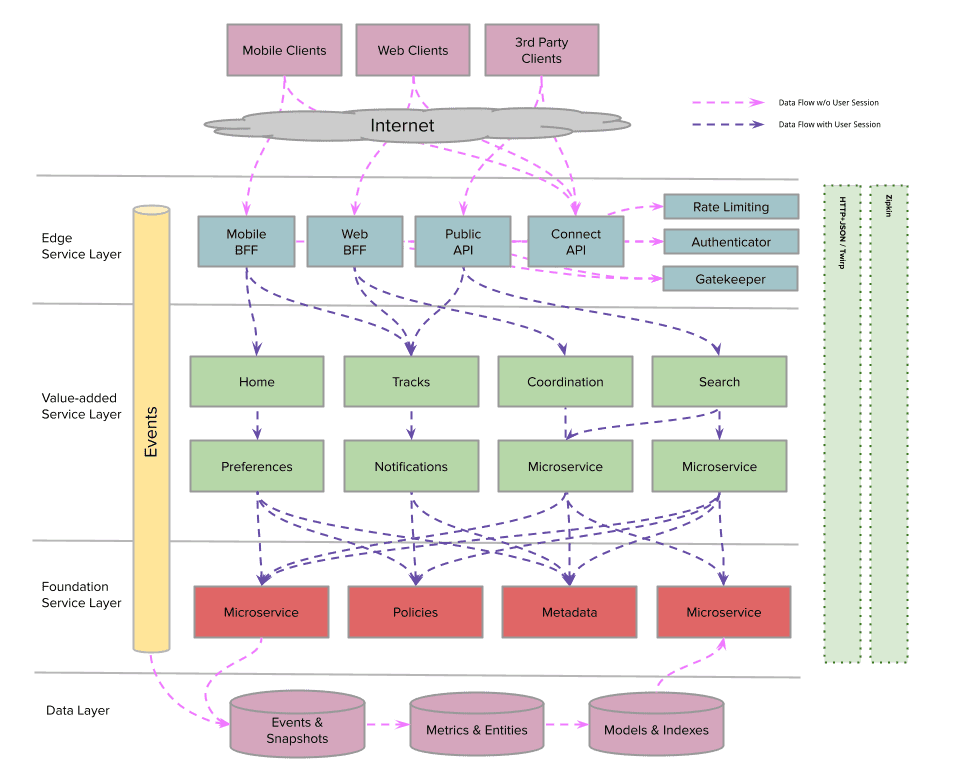 Mobile Clients
Web Clients
3rd Party
Clients
Internet
Data Flow w/o User Session
Data Flow with User Session
Edge
Service Layer
Mobile
BFF
Web
BFF
Public
API
Connect
API
Rate Limiting
Authenticator
Gatekeeper
HTTP+JSON / Twirp
Zipkin
Value-added
Service Layer
Events
Home
Tracks
Coordination
Search
Preferences
Notifications
Microservice
Microservice
Foundation
Service Layer
Microservice
Policies
Metadata
Microservice
Data Layer
Events &
Snapshots
Metrics & Entities
Models & Indexes